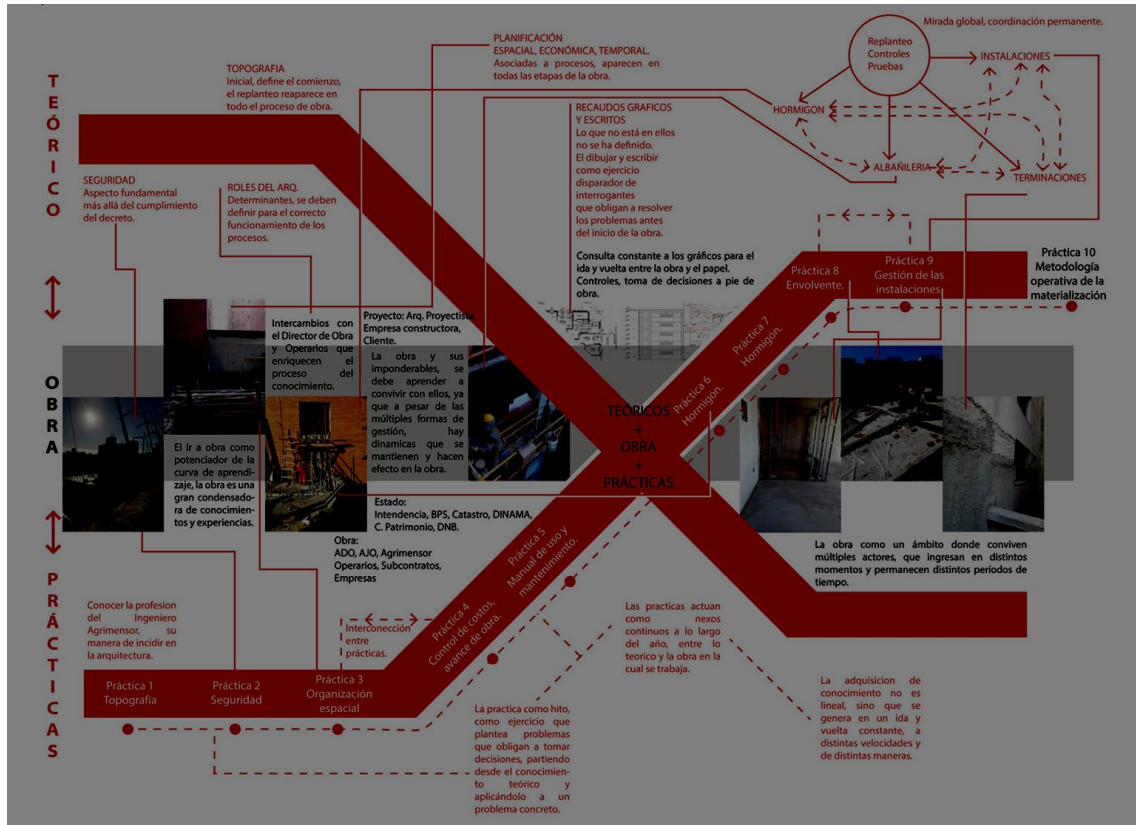 Mirada global, coordinación permanente.
Replanteo
Controles
Pruebas
INSTALACIONES
HORMIGON
ALBAÑILERIA
TERMINACIONES
PLANIFICACIÓN
ESPACIAL, ECONÓMICA, TEMPORAL.
Asociadas a procesos, aparecen en
todas las etapas de la obra.
TOPOGRAFIA
Inicial, define el comienzo,
el replanteo reaparece en
todo el proceso de obra.
RECAUDOS GRAFICOS
Y ESCRITOS
Lo que no está en ellos
no se ha definido.
El dibujar y escribir
como ejercicio
disparador de
interrogantes
que obligan a resolver
los problemas antes
del inicio de la obra.
TEÓRICO
SEGURIDAD
Aspecto fundamental
más allá del cumplimiento
del decreto.
ROLES DEL ARQ.
Determinantes, se deben
definir para el correcto
funcionamiento de los
procesos.
Consulta constante a los gráficos para el
ida y vuelta entre la obra y el papel.
Controles, toma de decisiones a pie de
obra.
Práctica 8
Envolvente.
Práctica 9
Gestión de las
instalaciones
Práctica 10
Metodología
operativa de la
materialización
Intercambios con
el Director de Obra
y Operarios que
enriquecen el
proceso del
conocimiento.
Proyecto: Arq. Proyectista
Empresa constructora,
Cliente.
La obra y sus
imponderables, se
debe aprender a
convivir con ellos, ya
que a pesar de las
múltiples formas de
gestión, hay
dinamicas que se
mantienen y hacen
efecto en la obra.
OBRA
El ir a obra como
potenciador de la
curva de aprendi-
zaje, la obra es una
gran condensado-
ra de conocimien-
tos y experiencias.
Práctica 7
Hormigón.
Práctica 6
Hormigón.
TEÓRICOS
+
OBRA
+
PRÁCTICAS
Estado:
Intendencia, BPS, Catastro, DINAMA,
C. Patrimonio, DNB.
Obra:
ADO, AJO, Agrimensor
Operarios, Subcontratos,
Empresas
La obra como un ámbito donde conviven
múltiples actores, que ingresan en distintos
momentos y permanecen distintos períodos de
tiempo.
Práctica 5
Manual de uso y
mantenimiento.
Práctica 4
Control de costos,
avance de obra.
PRÁCTICAS
Conocer la profesion
del Ingeniero
Agrimensor, su
manera de incidir en
la arquitectura.
Interconección
entre
prácticas.
Práctica 1
Topografía
Práctica 2
Seguridad
Práctica 3
Organización
espacial
Las practicas actuan
como nexos
continuos a lo largo
del año, entre lo
teorico y la obra en la
cual se trabaja.
La adquisicion de
conocimiento no es
lineal, sino que se
genera en un ida y
vuelta constante, a
distintas velocidades y
de distintas maneras.
La practica como hito,
como ejercicio que
plantea problemas
que obligan a tomar
decisiones, partiendo
desde el conocimien-
to teórico y
aplicándolo a un
problema concreto.